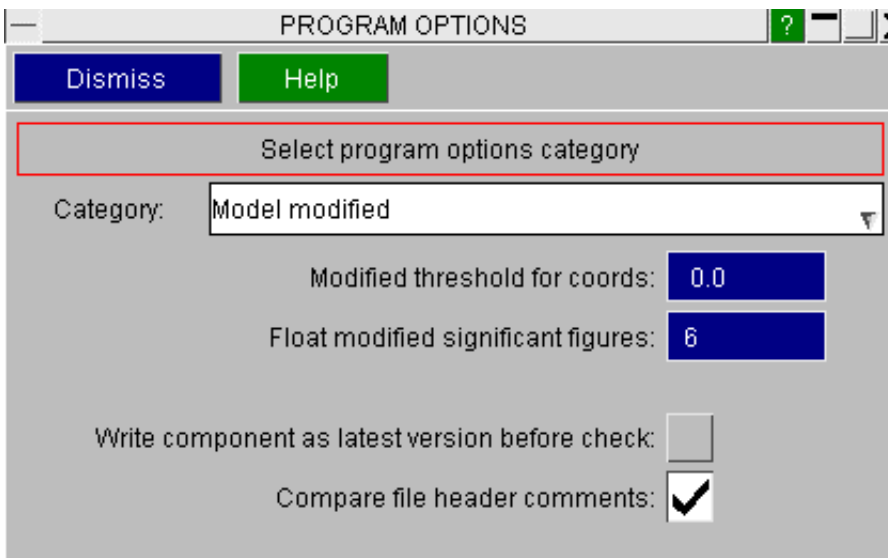 PROGRAM OPTIONS ?
Dismiss Help
Select program options category
Category: Model modified
Modified threshold for coords: 0.0
Float modified significant figures: 6
Write component as latest version before check:
Compare file header comments: